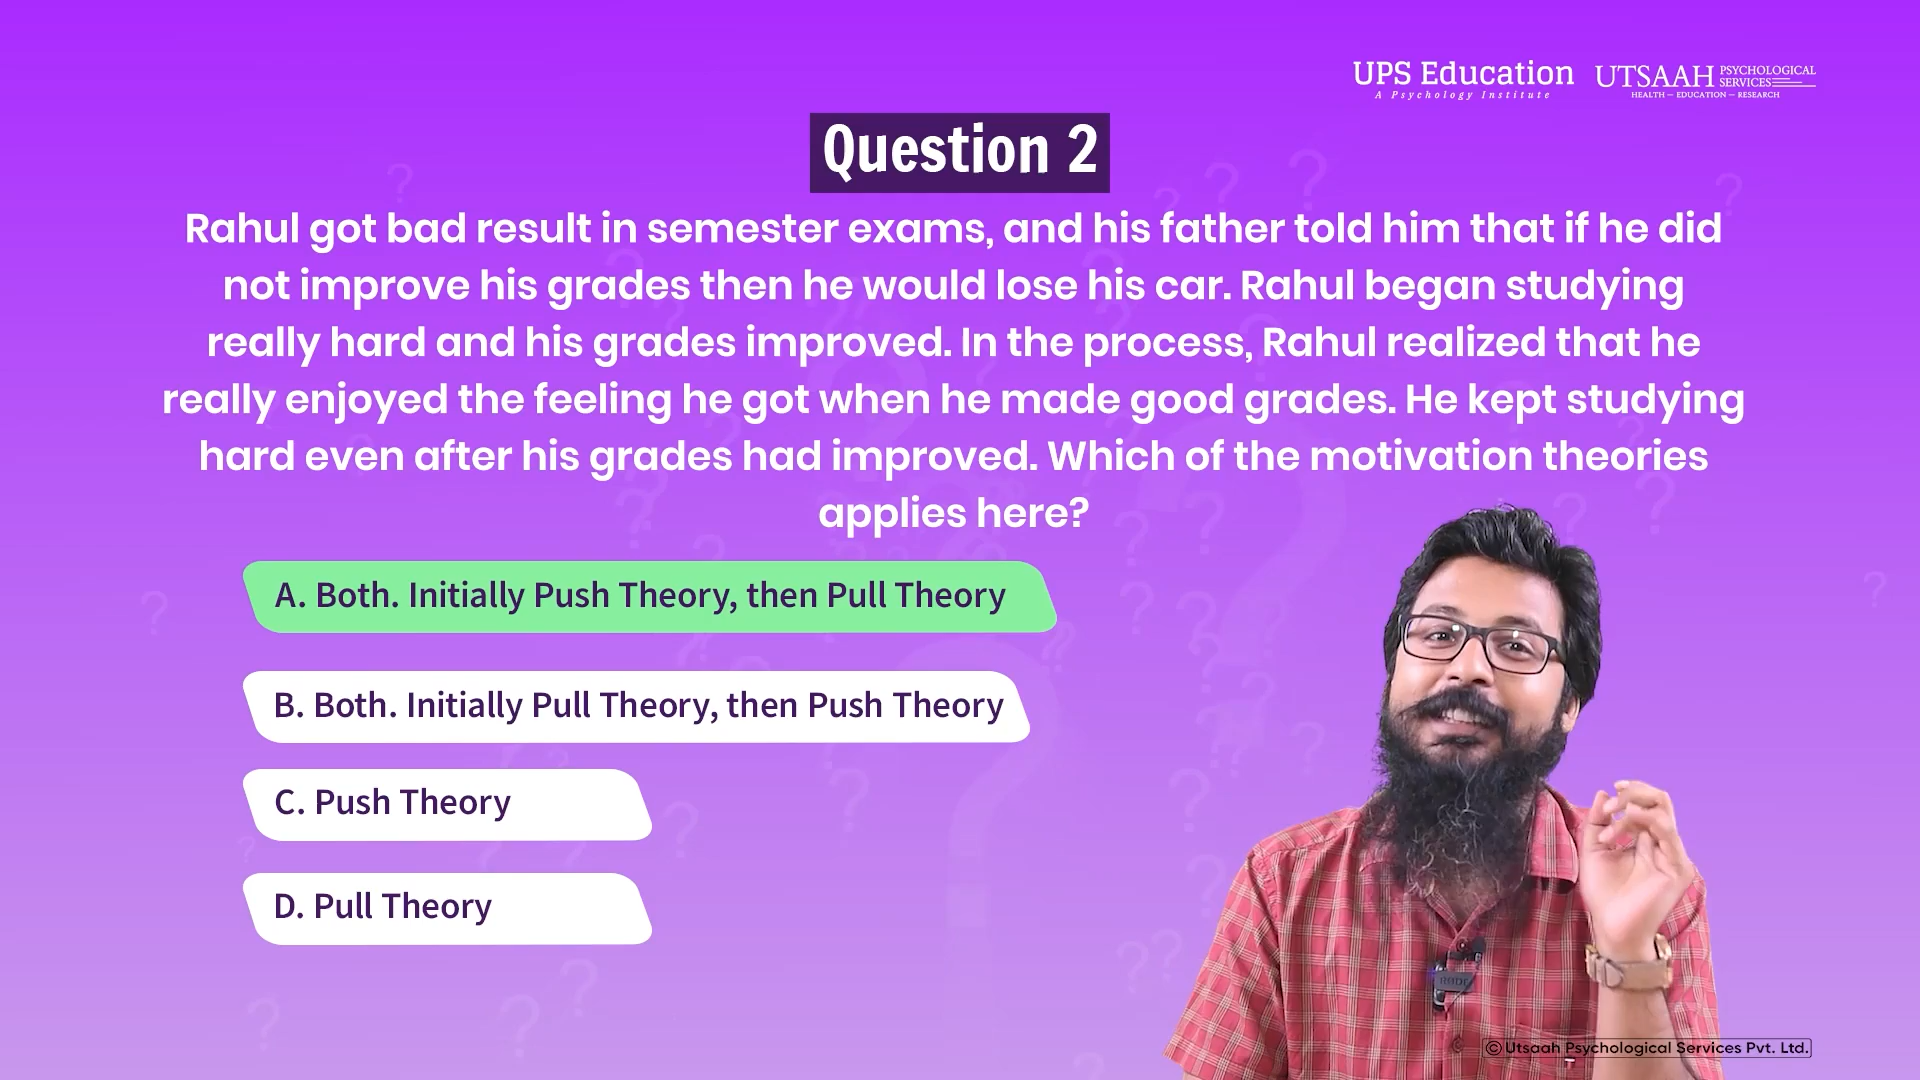 UPS Education
A Psychology Institute
UTSAAH PSYCHOLOGICAL SERVICES
HEALTH – EDUCATION – RESEARCH
Question 2
Rahul got bad result in semester exams, and his father told him that if he did
not improve his grades then he would lose his car. Rahul began studying
really hard and his grades improved. In the process, Rahul realized that he
really enjoyed the feeling he got when he made good grades. He kept studying
hard even after his grades had improved. Which of the motivation theories
applies here?
A. Both. Initially Push Theory, then Pull Theory
B. Both. Initially Pull Theory, then Push Theory
C. Push Theory
D. Pull Theory
RODE
© Utsaah Psychological Services Pvt. Ltd.